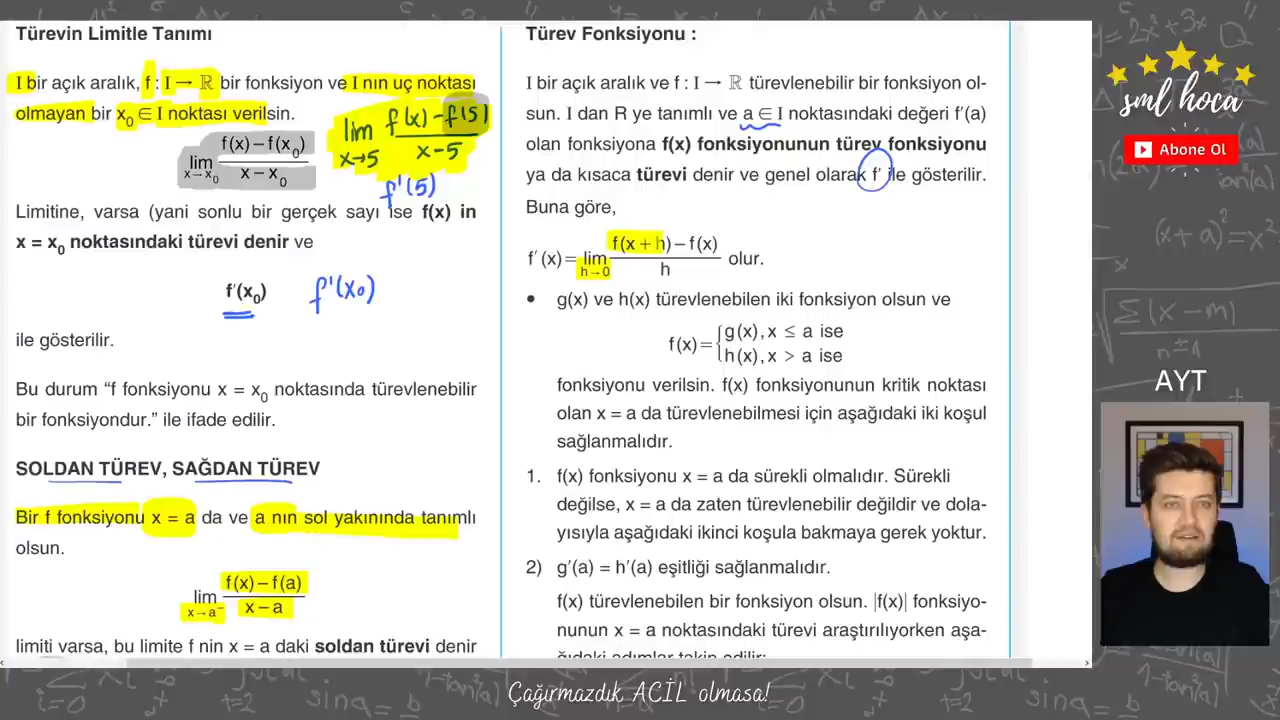 Türevin Limitle Tanımı
I bir açık aralık, f : I → ℝ bir fonksiyon ve I nın uç noktası
olmayan bir x₀ ∈ I noktası verilsin.
lim x→x₀ f(x) – f(x₀) / x – x₀
lim x→5 f(x) – f(5) / x – 5
f'(5)
Limitine, varsa (yani sonlu bir gerçek sayı ise f(x) in
x = x₀ noktasındaki türevi denir ve
f'(x₀) f'(x₀)
ile gösterilir.
Bu durum “f fonksiyonu x = x₀ noktasında türevlenebilir
bir fonksiyondur.” ile ifade edilir.
SOLDAN TÜREV, SAĞDAN TÜREV
Bir f fonksiyonu x = a da ve a nın sol yakınında tanımlı
olsun.
lim x→a⁻ f(x) – f(a) / x – a
limiti varsa, bu limite f nin x = a daki soldan türevi denir
Türev Fonksiyonu :
I bir açık aralık ve f : I → ℝ türevlenebilir bir fonksiyon ol-
sun. I dan R ye tanımlı ve a ∈ I noktasındaki değeri f'(a)
olan fonksiyona f(x) fonksiyonunun türev fonksiyonu
ya da kısaca türevi denir ve genel olarak f' ile gösterilir.
Buna göre,
f'(x) = lim h→0 f(x + h) – f(x) / h olur.
• g(x) ve h(x) türevlenebilen iki fonksiyon olsun ve
f(x) = { g(x), x ≤ a ise
h(x), x > a ise
fonksiyonu verilsin. f(x) fonksiyonunun kritik noktası
olan x = a da türevlenebilmesi için aşağıdaki iki koşul
sağlanmalıdır.
1. f(x) fonksiyonu x = a da sürekli olmalıdır. Sürekli
değilse, x = a da zaten türevlenebilir değildir ve dola-
yısıyla aşağıdaki ikinci koşula bakmaya gerek yoktur.
2) g'(a) = h'(a) eşitliği sağlanmalıdır.
f(x) türevlenebilen bir fonksiyon olsun. |f(x)| fonksiyo-
nunun x = a noktasındaki türevi araştırılıyorken aşa-
ğıdaki adımlar takip edilir:
sml hoca
Abone Ol
AYT
Çağırmazdık ACİL olmasa!